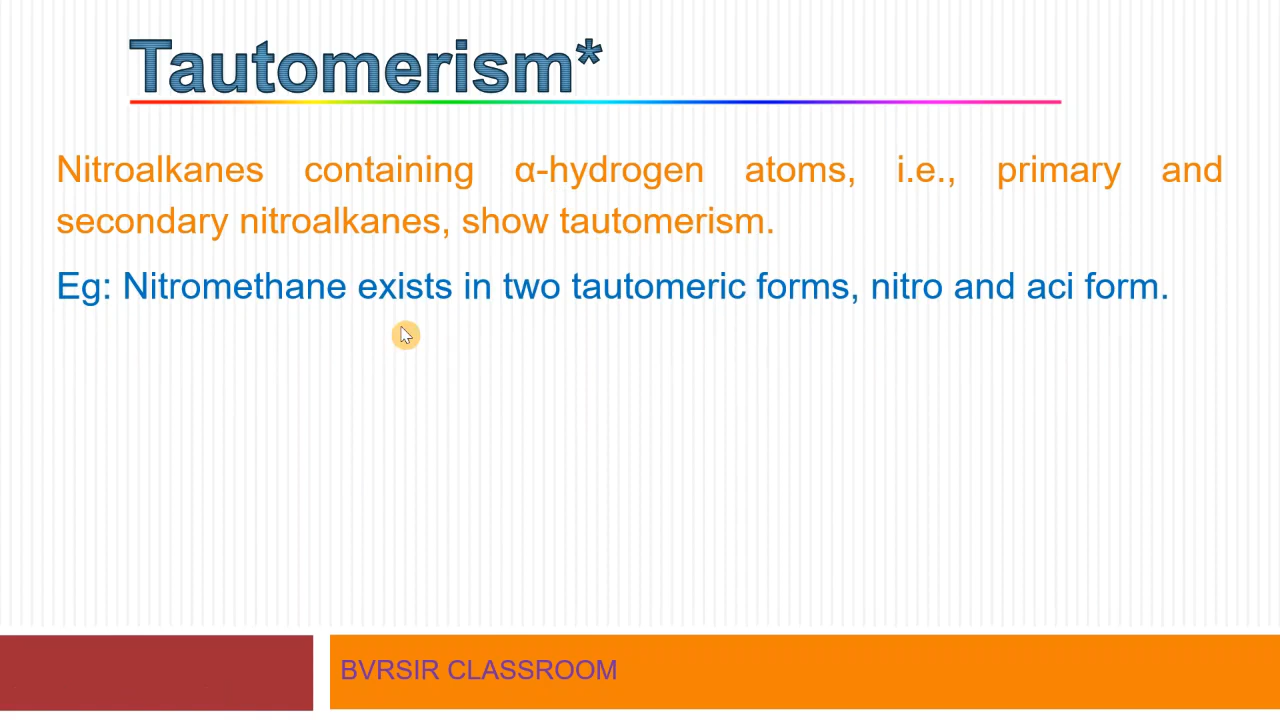 Tautomerism*
Nitroalkanes containing α-hydrogen atoms, i.e., primary and
secondary nitroalkanes, show tautomerism.
Eg: Nitromethane exists in two tautomeric forms, nitro and aci form.
BVRSIR CLASSROOM